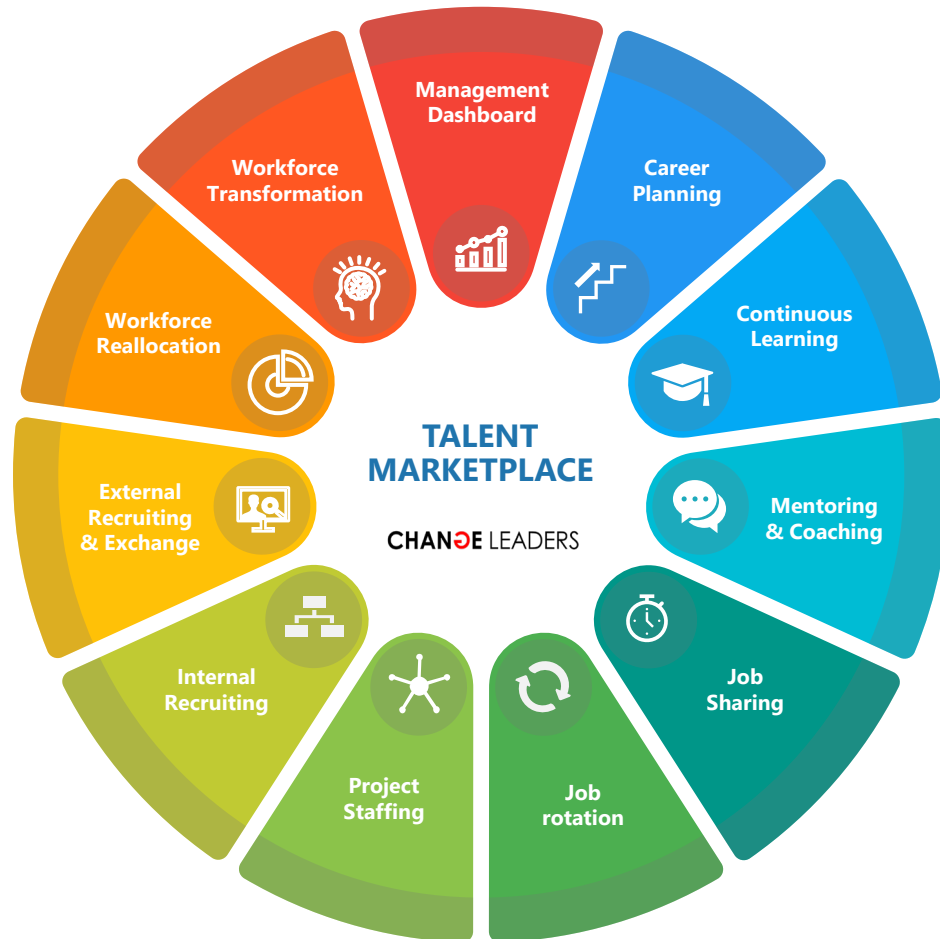 Management
Dashboard
Career
Planning
Continuous
Learning
Mentoring
& Coaching
Job
Sharing
Job
rotation
Project
Staffing
Internal
Recruiting
External
Recruiting
& Exchange
Workforce
Reallocation
Workforce
Transformation
TALENT
MARKETPLACE
CHANGE LEADERS